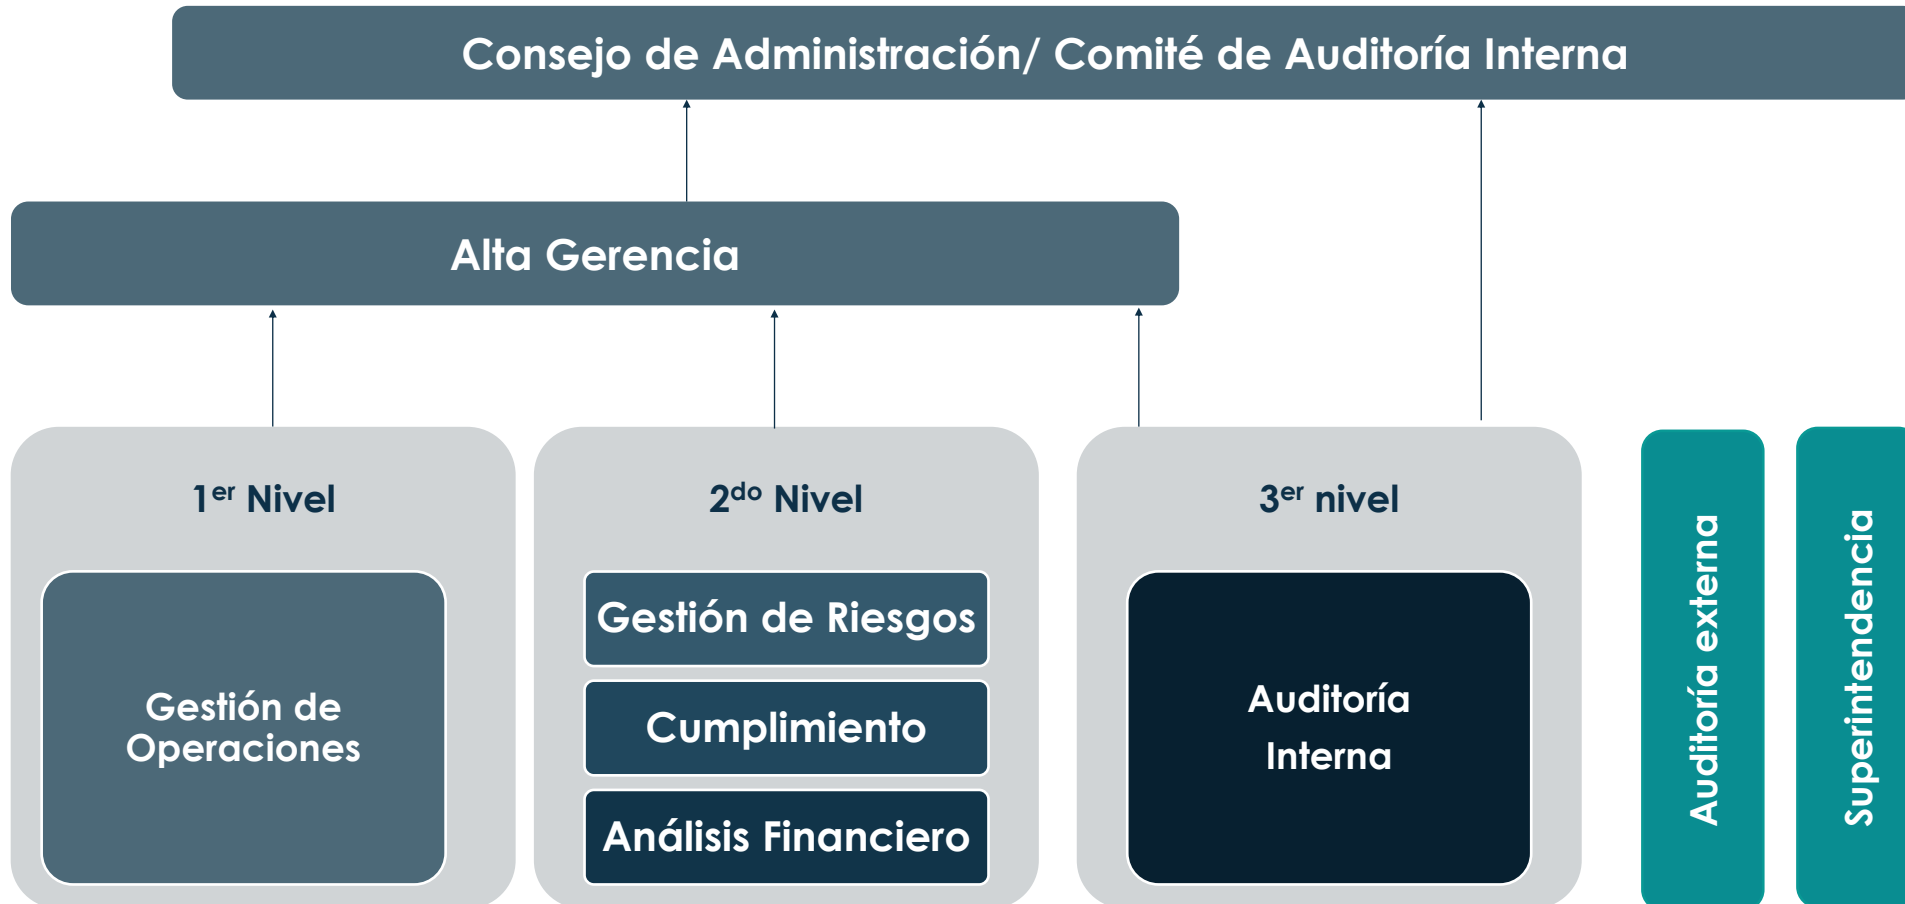 Consejo de Administración/ Comité de Auditoría Interna
Alta Gerencia
1er Nivel
Gestión de
Operaciones
2do Nivel
Gestión de Riesgos
Cumplimiento
Análisis Financiero
3er nivel
Auditoría
Interna
Auditoría externa
Superintendencia